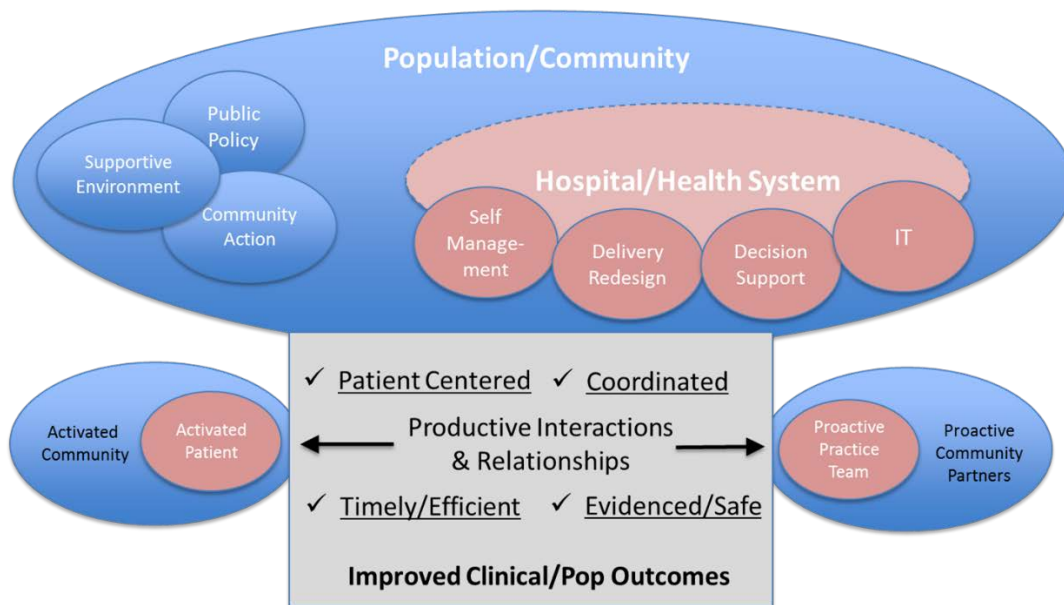 Population/Community
Public
Policy
Supportive
Environment
Community
Action
Hospital/Health System
Self
Manage-
ment
Delivery
Redesign
Decision
Support
IT
✓ Patient Centered ✓ Coordinated
Activated
Community
Activated
Patient
Productive Interactions
& Relationships
Proactive
Practice
Team
Proactive
Community
Partners
✓ Timely/Efficient ✓ Evidenced/Safe
Improved Clinical/Pop Outcomes